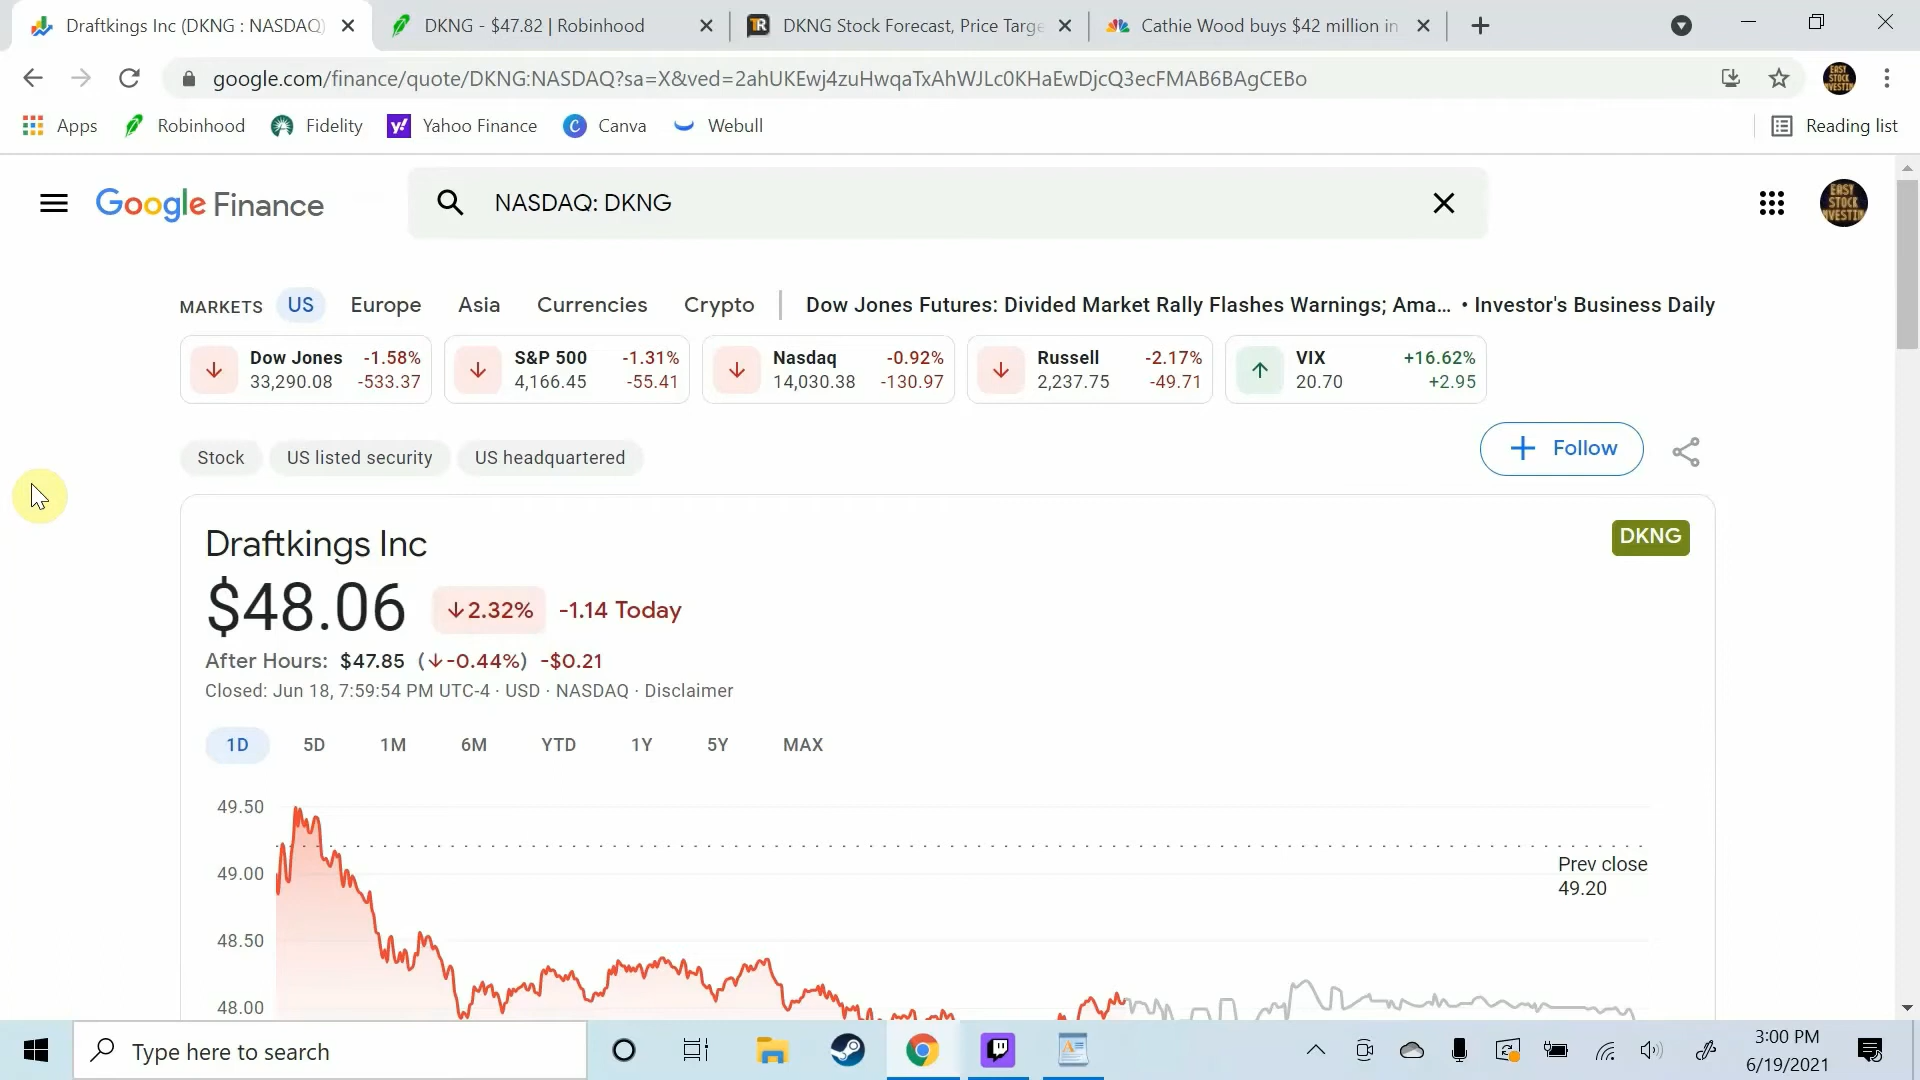 Draftkings Inc (DKNG : NASDAQ)
DKNG - $47.82 | Robinhood
DKNG Stock Forecast, Price Targe
Cathie Wood buys $42 million in
google.com/finance/quote/DKNG:NASDAQ?sa=X&ved=2ahUKEwj4zuHwqaTxAhWJLc0KHaEwDjcQ3ecFMAB6BAgCEBo
Apps Robinhood Fidelity Yahoo Finance Canva Webull Reading list
Google Finance
NASDAQ: DKNG
EASY STOCK INVESTIN
MARKETS US Europe Asia Currencies Crypto Dow Jones Futures: Divided Market Rally Flashes Warnings; Ama... • Investor's Business Daily
Dow Jones -1.58% S&P 500 -1.31% Nasdaq -0.92% Russell -2.17% VIX +16.62%
33,290.08 -533.37 4,166.45 -55.41 14,030.38 -130.97 2,237.75 -49.71 20.70 +2.95
Stock US listed security US headquartered + Follow
Draftkings Inc DKNG
$48.06 ↓2.32% -1.14 Today
After Hours: $47.85 (↓-0.44%) -$0.21
Closed: Jun 18, 7:59:54 PM UTC-4 · USD · NASDAQ · Disclaimer
1D 5D 1M 6M YTD 1Y 5Y MAX
49.50
Prev close
49.20
49.00
48.50
48.00
Type here to search
3:00 PM
6/19/2021